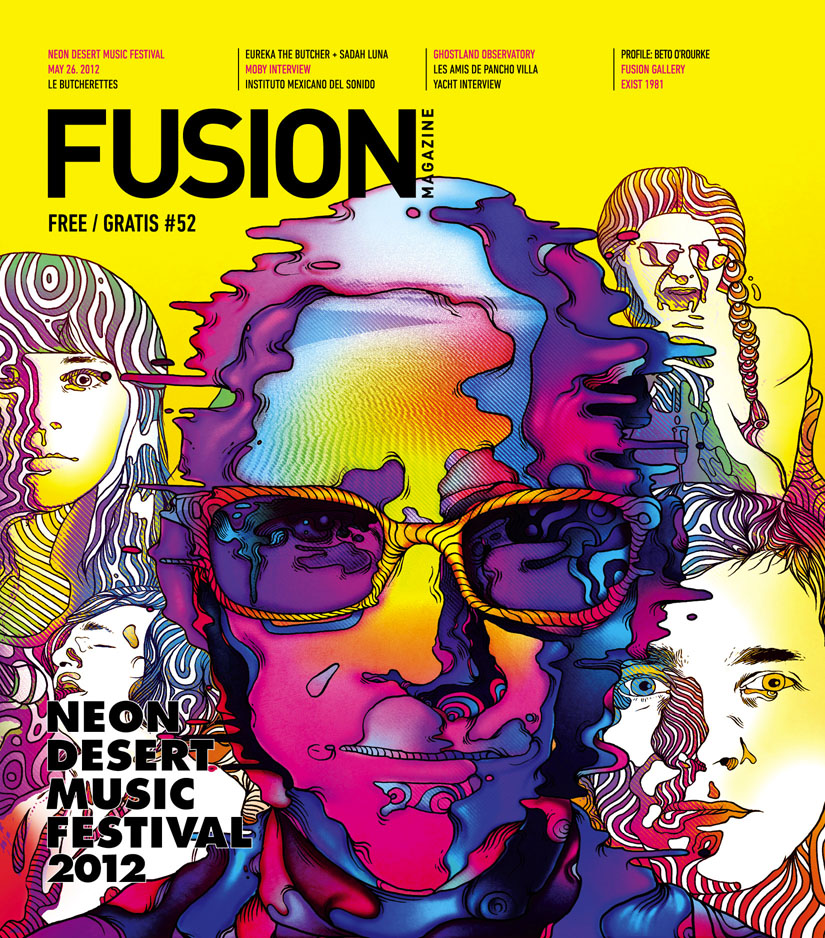 NEON DESERT MUSIC FESTIVAL
MAY 26. 2012
LE BUTCHERETTES
EUREKA THE BUTCHER + SADAH LUNA
MOBY INTERVIEW
INSTITUTO MEXICANO DEL SONIDO
GHOSTLAND OBSERVATORY
LES AMIS DE PANCHO VILLA
YACHT INTERVIEW
PROFILE: BETO O'ROURKE
FUSION GALLERY
EXIST 1981
FUSION
MAGAZINE
FREE / GRATIS #52
NEON
DESERT
MUSIC
FESTIVAL
2012